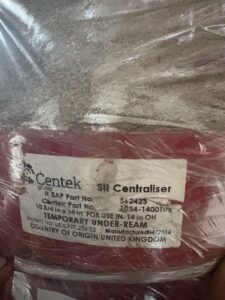 Centek SII Centraliser
H SAP Part No. 562423
Centek Part No.
10 3/4 in x 14 in FOR USE IN 14 in OH
TEMPORARY UNDER-REAM
Manufactured
COUNTRY OF ORIGIN UNITED KINGDOM